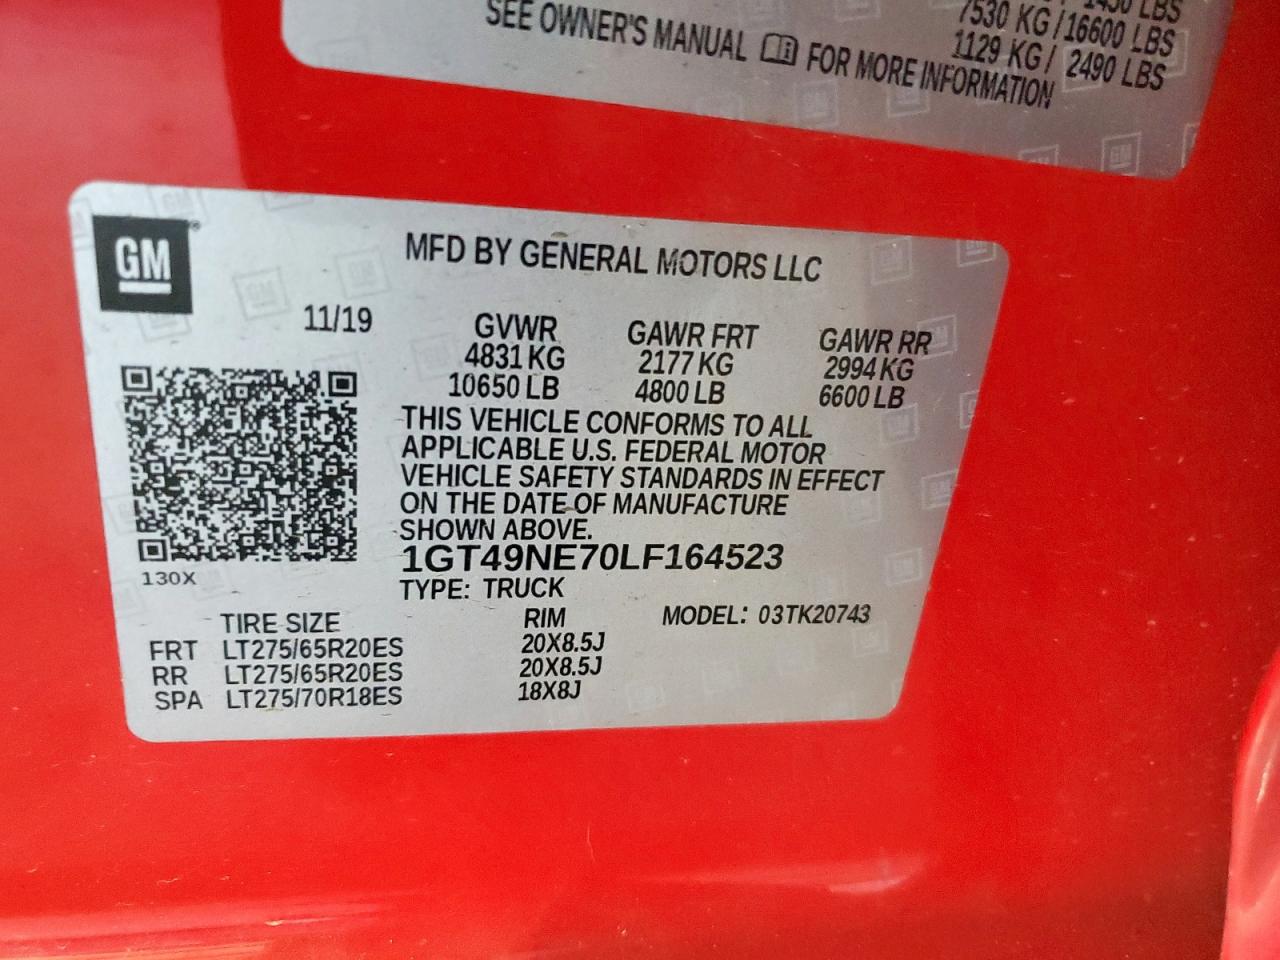 1450 LBS
7530 KG/16600 LBS
1129 KG/ 2490 LBS
SEE OWNER'S MANUAL FOR MORE INFORMATION
GM
MFD BY GENERAL MOTORS LLC
11/19
GVWR GAWR FRT GAWR RR
4831 KG 2177 KG 2994 KG
10650 LB 4800 LB 6600 LB
THIS VEHICLE CONFORMS TO ALL
APPLICABLE U.S. FEDERAL MOTOR
VEHICLE SAFETY STANDARDS IN EFFECT
ON THE DATE OF MANUFACTURE
SHOWN ABOVE.
1GT49NE70LF164523
130X
TYPE: TRUCK
TIRE SIZE RIM MODEL: 03TK20743
FRT LT275/65R20ES 20X8.5J
RR LT275/65R20ES 20X8.5J
SPA LT275/70R18ES 18X8J